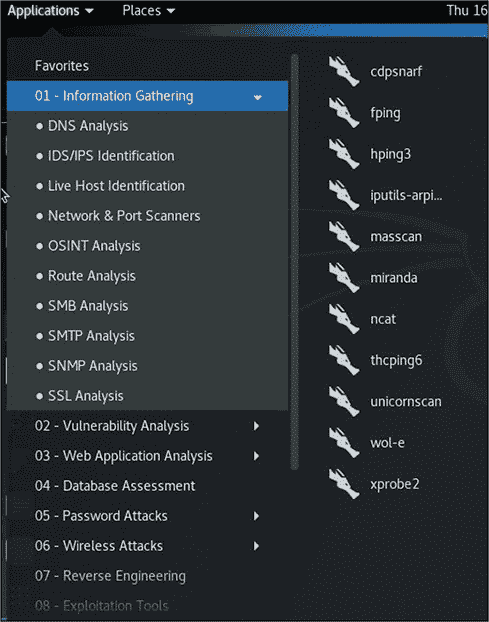 Applications Places Thu 16
Favorites
01 - Information Gathering
DNS Analysis
IDS/IPS Identification
Live Host Identification
Network & Port Scanners
OSINT Analysis
Route Analysis
SMB Analysis
SMTP Analysis
SNMP Analysis
SSL Analysis
02 - Vulnerability Analysis
03 - Web Application Analysis
04 - Database Assessment
05 - Password Attacks
06 - Wireless Attacks
07 - Reverse Engineering
08 - Exploitation Tools
cdpsnarf
fping
hping3
iputils-arpi...
masscan
miranda
ncat
thcping6
unicornscan
wol-e
xprobe2